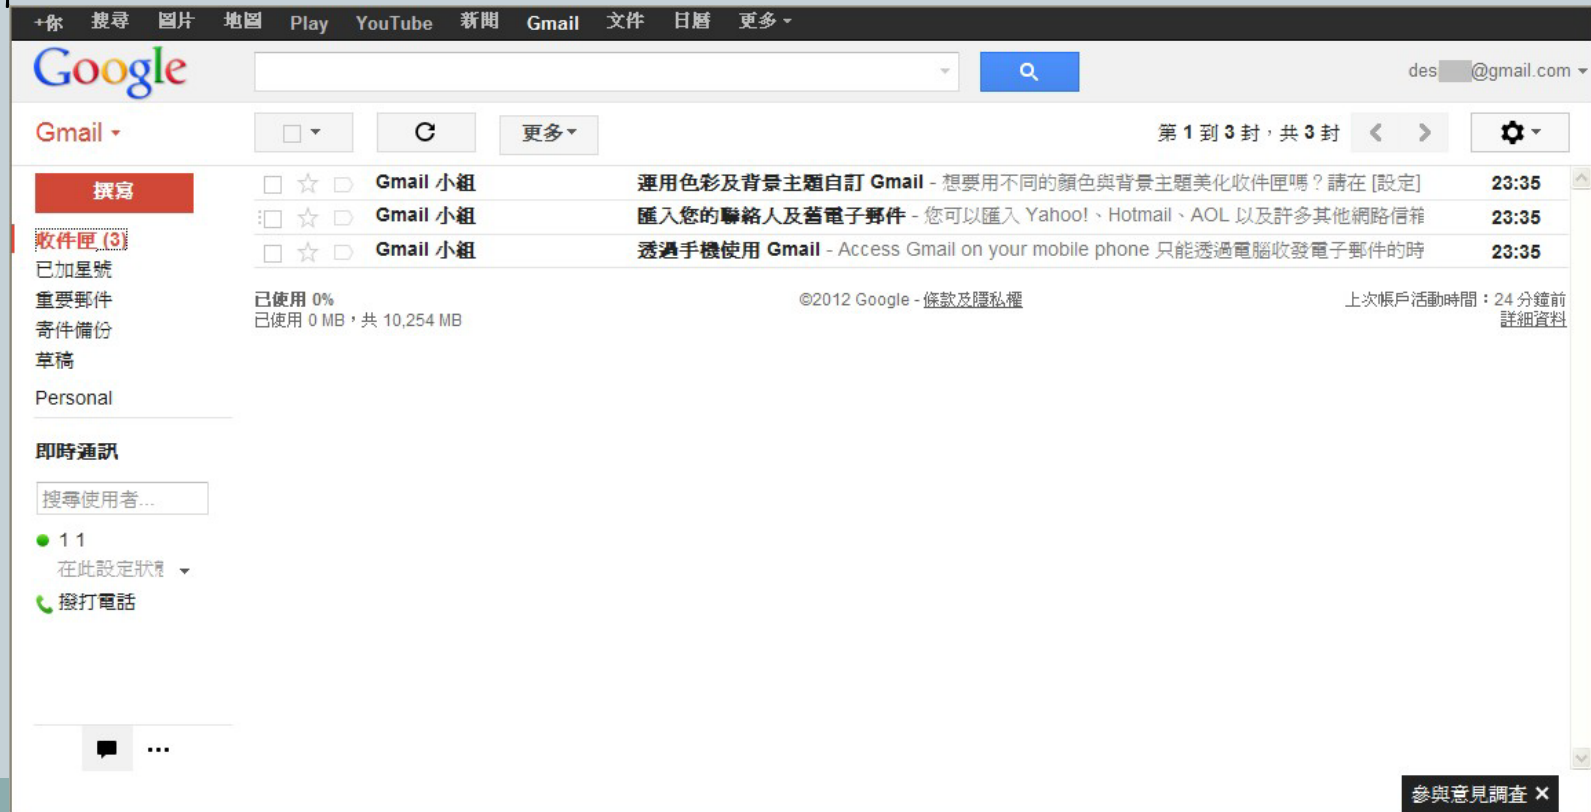 +你 搜尋 圖片 地圖 Play YouTube 新聞 Gmail 文件 日曆 更多
Google
des @gmail.com
Gmail
更多
第 1 到 3 封，共 3 封
撰寫
Gmail 小組 運用色彩及背景主題自訂 Gmail - 想要用不同的顏色與背景主題美化收件匣嗎？請在 [設定] 23:35
Gmail 小組 匯入您的聯絡人及舊電子郵件 - 您可以匯入 Yahoo!、Hotmail、AOL 以及許多其他網路信箱 23:35
Gmail 小組 透過手機使用 Gmail - Access Gmail on your mobile phone 只能透過電腦收發電子郵件的時 23:35
收件匣 (3)
已加星號
重要郵件
寄件備份
草稿
Personal
已使用 0%
已使用 0 MB，共 10,254 MB
©2012 Google - 條款及隱私權
上次帳戶活動時間：24 分鐘前
詳細資料
即時通訊
搜尋使用者...
1 1
在此設定狀態
撥打電話
參與意見調查 ×